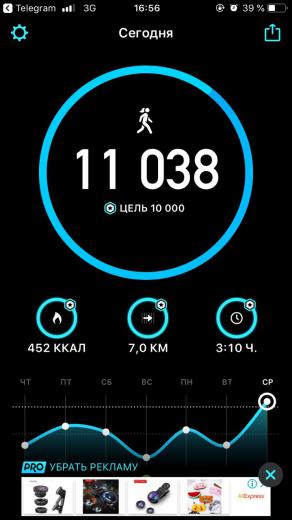 Telegram 3G 16:56 39 %
Сегодня
11 038
ЦЕЛЬ 10 000
452 ККАЛ 7,0 КМ 3:10 Ч.
ЧТ ПТ СБ ВС ПН ВТ СР
PRO УБРАТЬ РЕКЛАМУ
AliExpress